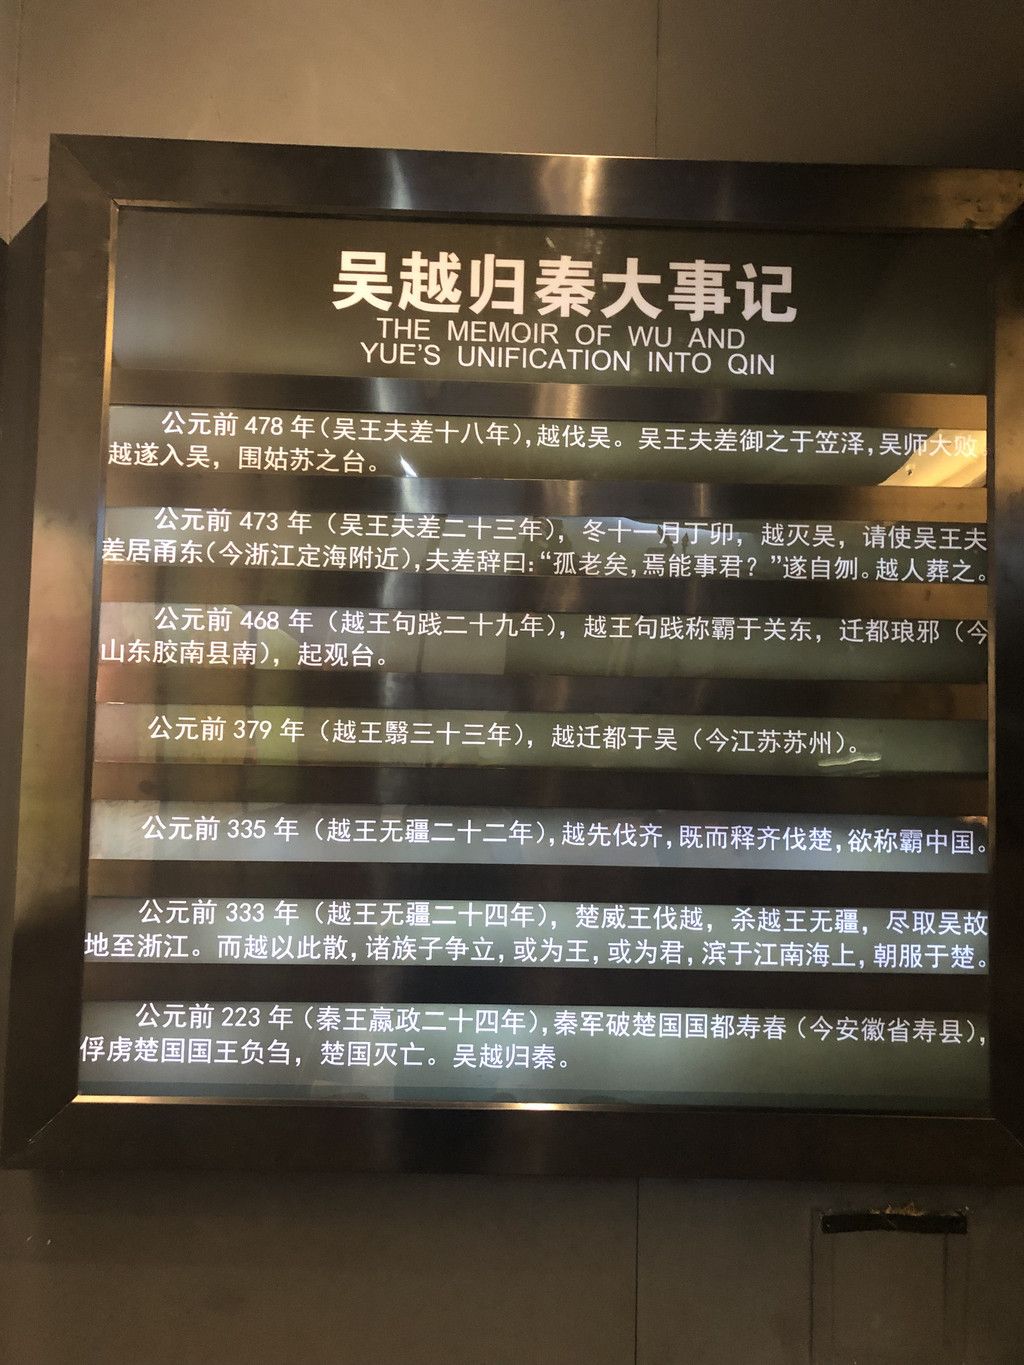 吴越归秦大事记
THE MEMOIR OF WU AND
YUE'S UNIFICATION INTO QIN
公元前 478 年（吴王夫差十八年），越伐吴。吴王夫差御之于笠泽，吴师大败。
越遂入吴，围姑苏之台。
公元前 473 年（吴王夫差二十三年），冬十一月丁卯，越灭吴，请使吴王夫
差居甬东（今浙江定海附近），夫差辞曰：“孤老矣，焉能事君？”遂自刎。越人葬之。
公元前 468 年（越王句践二十九年），越王句践称霸于关东，迁都琅邪（今
山东胶南县南），起观台。
公元前 379 年（越王翳三十三年），越迁都于吴（今江苏苏州）。
公元前 335 年（越王无疆二十二年），越先伐齐，既而释齐伐楚，欲称霸中国。
公元前 333 年（越王无疆二十四年），楚威王伐越，杀越王无疆，尽取吴故
地至浙江。而越以此散，诸族子争立，或为王，或为君，滨于江南海上，朝服于楚。
公元前 223 年（秦王嬴政二十四年），秦军破楚国国都寿春（今安徽省寿县），
俘虏楚国国王负刍，楚国灭亡。吴越归秦。